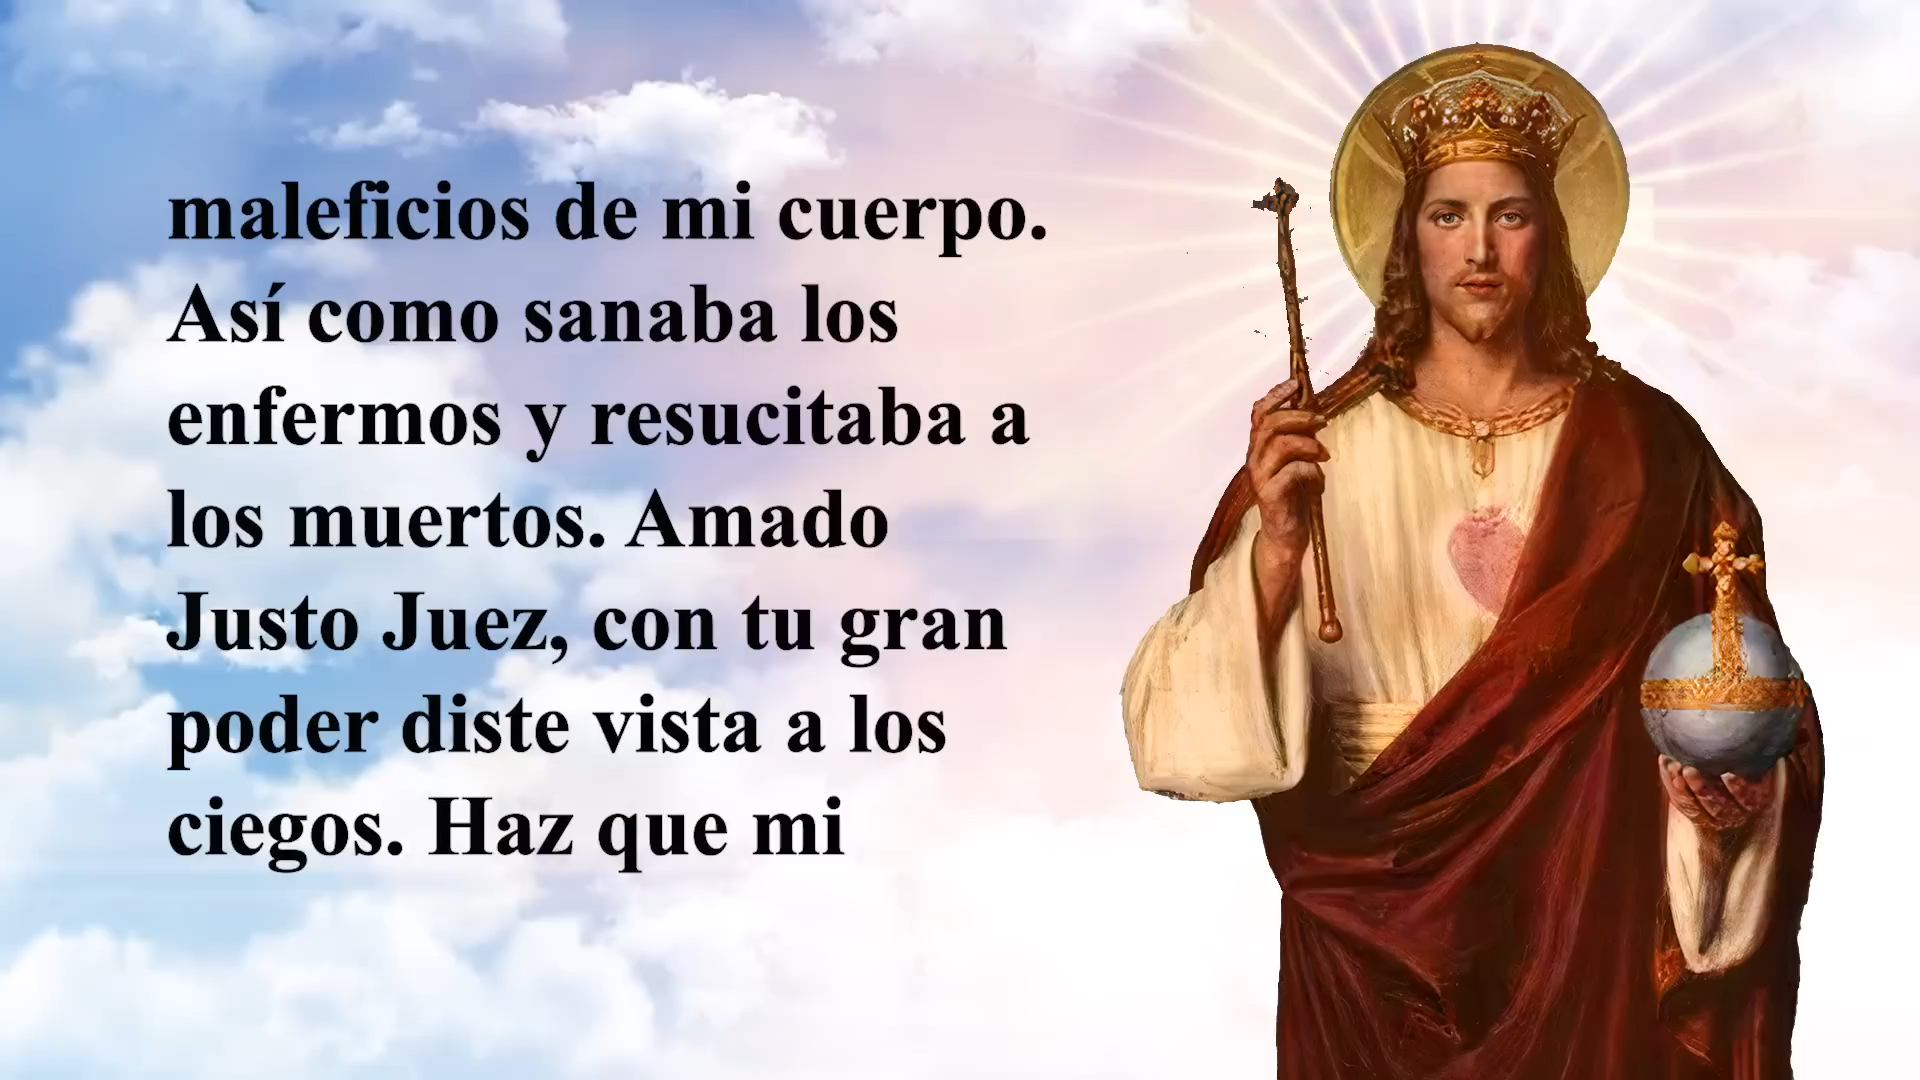 maleficios de mi cuerpo.
Así como sanaba los
enfermos y resucitaba a
los muertos. Amado
Justo Juez, con tu gran
poder diste vista a los
ciegos. Haz que mi